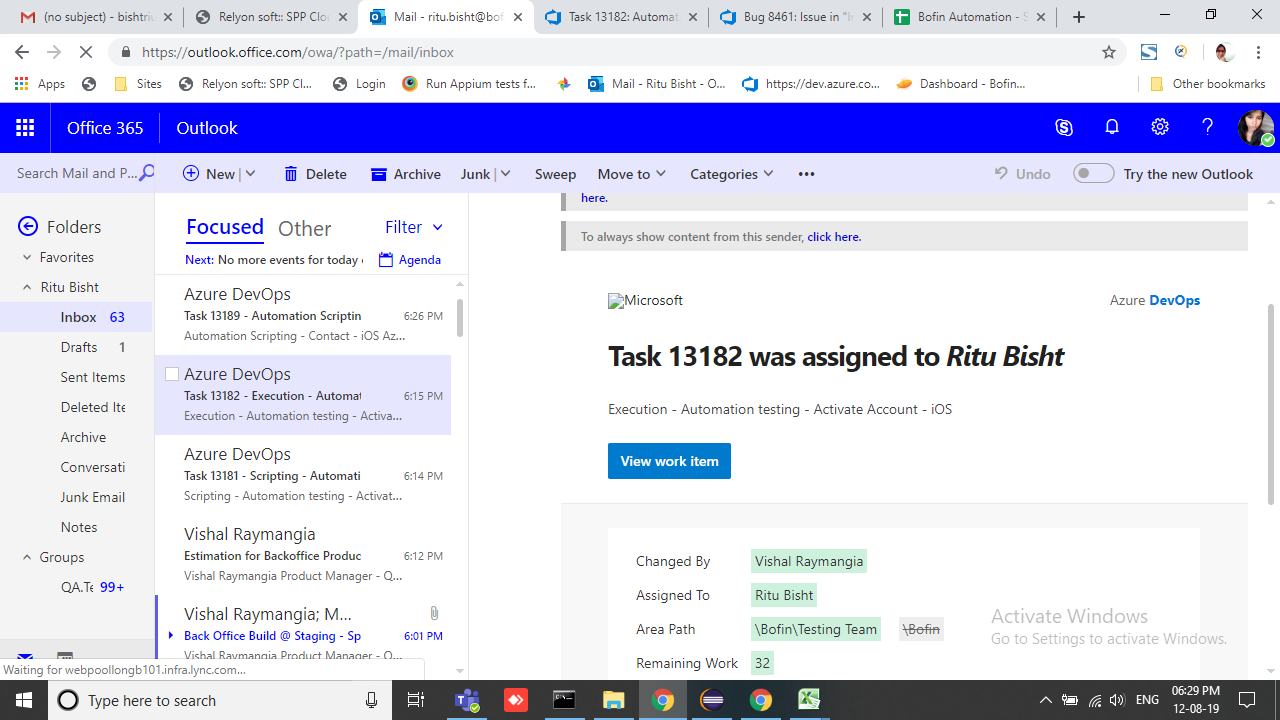 (no subject) - bishtriu
Relyon soft:: SPP Clou
Mail - ritu.bisht@bof
Task 13182: Automat
Bug 8461: Issue in "In
Bofin Automation - S
https://outlook.office.com/owa/?path=/mail/inbox
Apps
Sites
Relyon soft:: SPP Cl...
Login
Run Appium tests f...
Mail - Ritu Bisht - O...
https://dev.azure.co...
Dashboard - Bofin...
Other bookmarks
Office 365
Outlook
Search Mail and P...
New
Delete
Archive
Junk
Sweep
Move to
Categories
Undo
Try the new Outlook
Folders
Favorites
Ritu Bisht
Inbox 63
Drafts 1
Sent Items
Deleted Ite
Archive
Conversati
Junk Email
Notes
Groups
QA.Te 99+
Focused
Other
Filter
Next: No more events for today
Agenda
Azure DevOps
Task 13189 - Automation Scriptin 6:26 PM
Automation Scripting - Contact - iOS Az...
Azure DevOps
Task 13182 - Execution - Automat 6:15 PM
Execution - Automation testing - Activa...
Azure DevOps
Task 13181 - Scripting - Automati 6:14 PM
Scripting - Automation testing - Activat...
Vishal Raymangia
Estimation for Backoffice Produc 6:12 PM
Vishal Raymangia Product Manager - Q...
Vishal Raymangia; M...
Back Office Build @ Staging - Sp 6:01 PM
Vishal Raymangia Product Manager - Q...
here.
To always show content from this sender, click here.
Microsoft
Azure DevOps
Task 13182 was assigned to Ritu Bisht
Execution - Automation testing - Activate Account - iOS
View work item
Changed By Vishal Raymangia
Assigned To Ritu Bisht
Area Path \Bofin\Testing Team \Bofin
Remaining Work 32
Activate Windows
Go to Settings to activate Windows.
Waiting for webpoollongb101.infra.lync.com...
Type here to search
ENG
06:29 PM
12-08-19